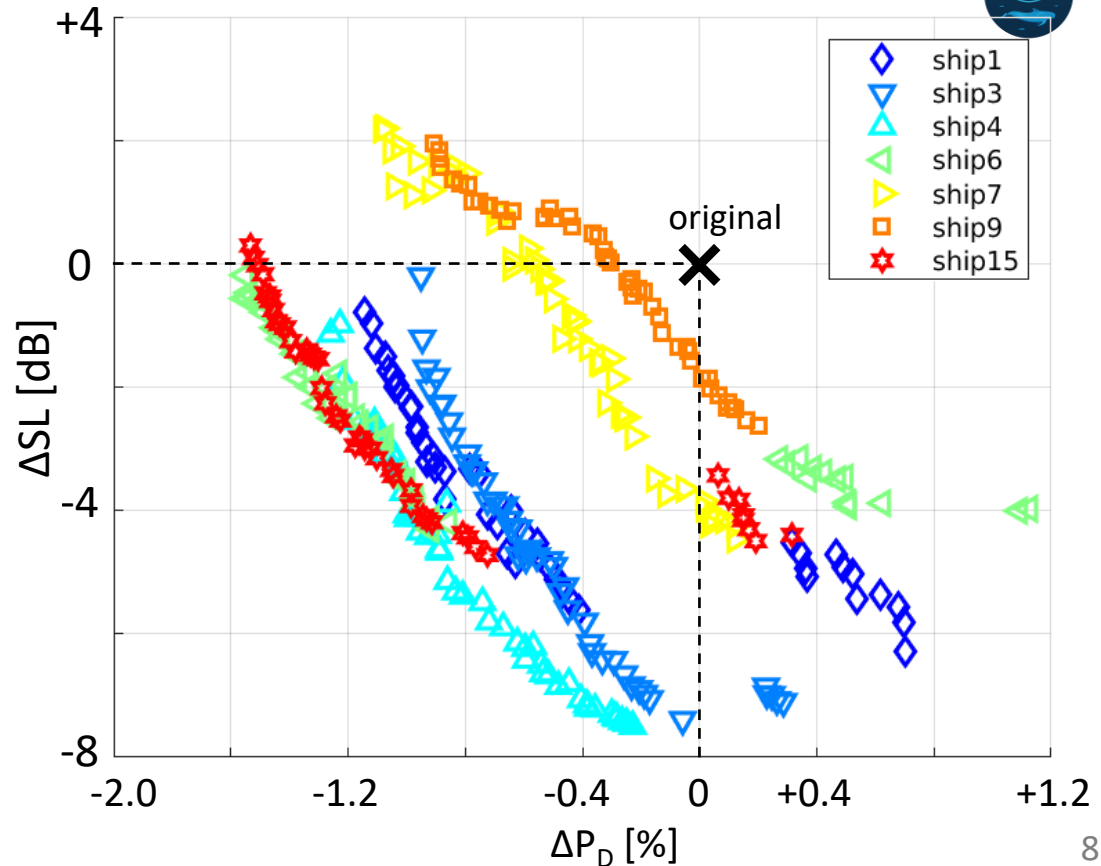 +4
ship1
ship3
ship4
ship6
ship7
ship9
ship15
original
0
ΔSL [dB]
-4
-8
-2.0 -1.2 -0.4 0 +0.4 +1.2
ΔP_D [%]
8